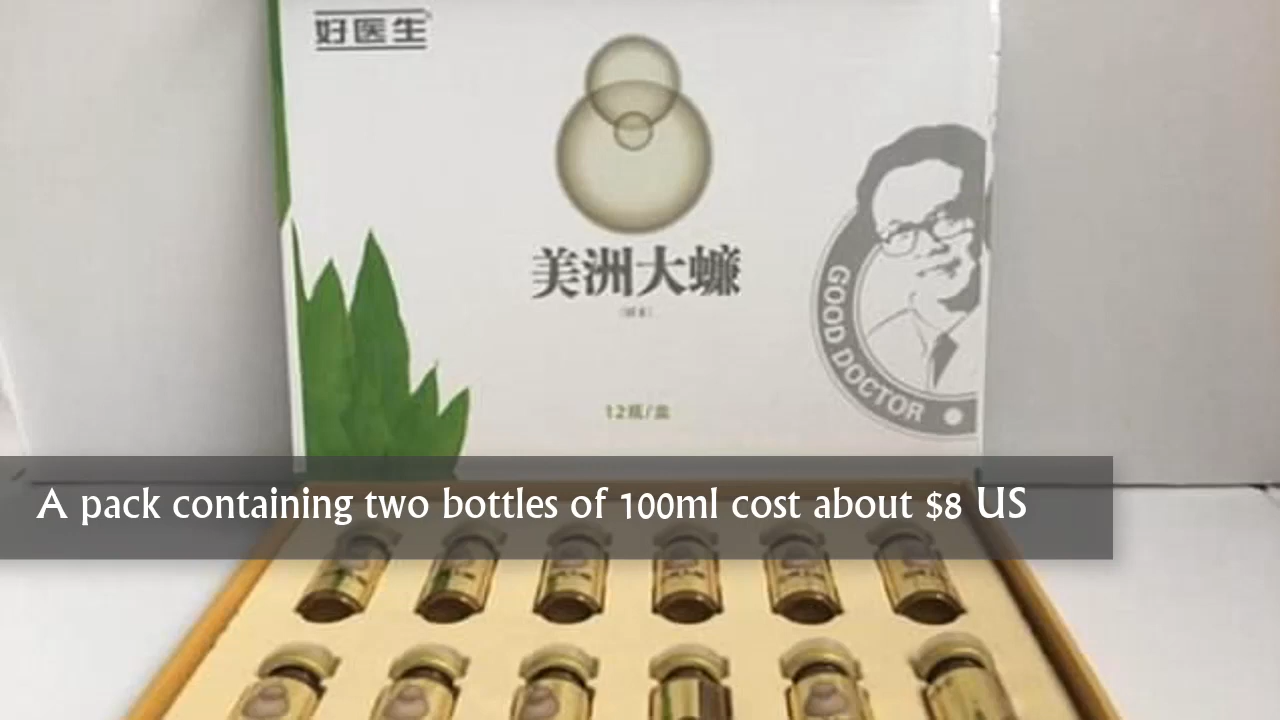 好医生
美洲大蠊
GOOD DOCTOR
12瓶/盒
A pack containing two bottles of 100ml cost about $8 US